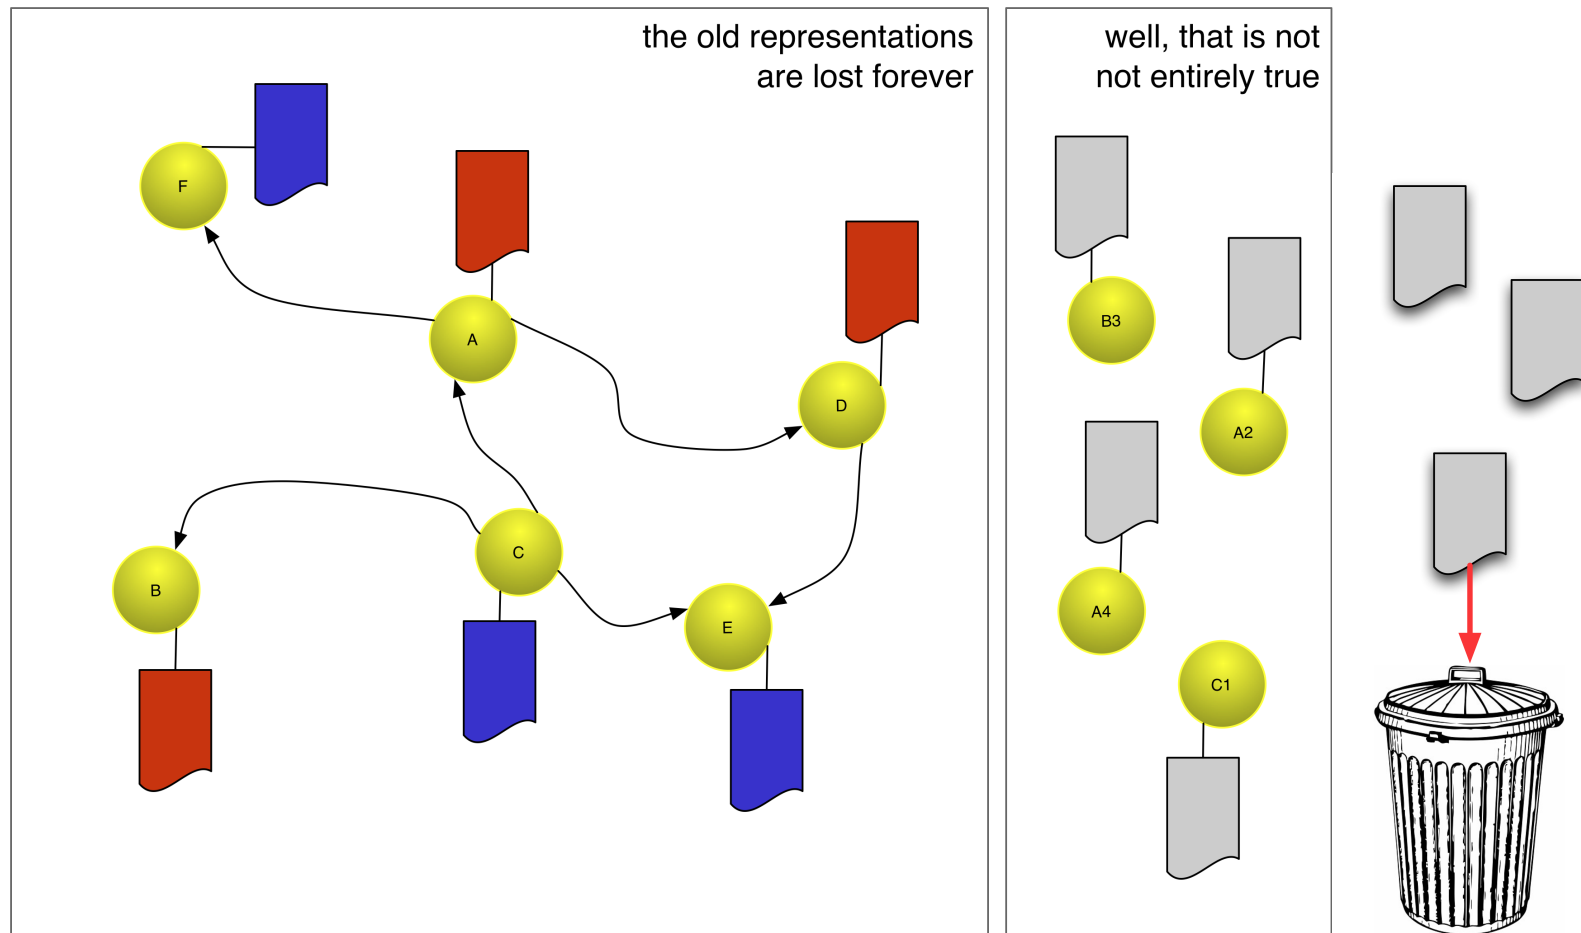 the old representations
are lost forever
well, that is not
not entirely true
F
A
D
B
C
E
B3
A2
A4
C1